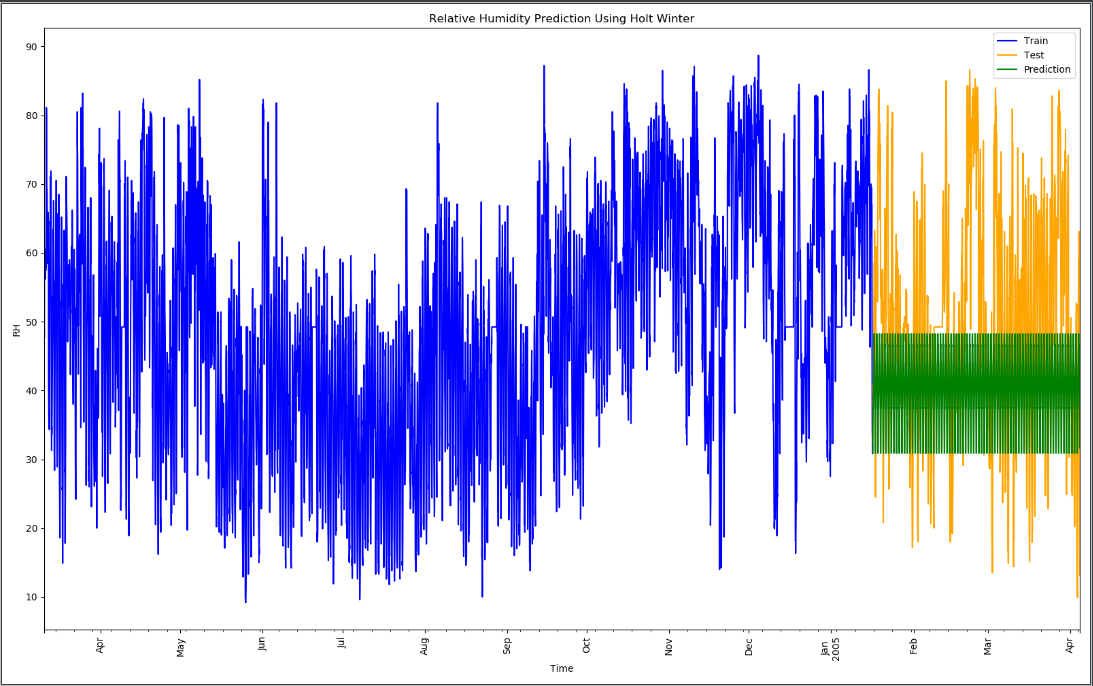 Relative Humidity Prediction Using Holt Winter
Train
Test
Prediction
90
80
70
60
50
40
30
20
10
RH
Apr
May
Jun
Jul
Aug
Sep
Oct
Nov
Dec
Jan
2005
Feb
Mar
Apr
Time